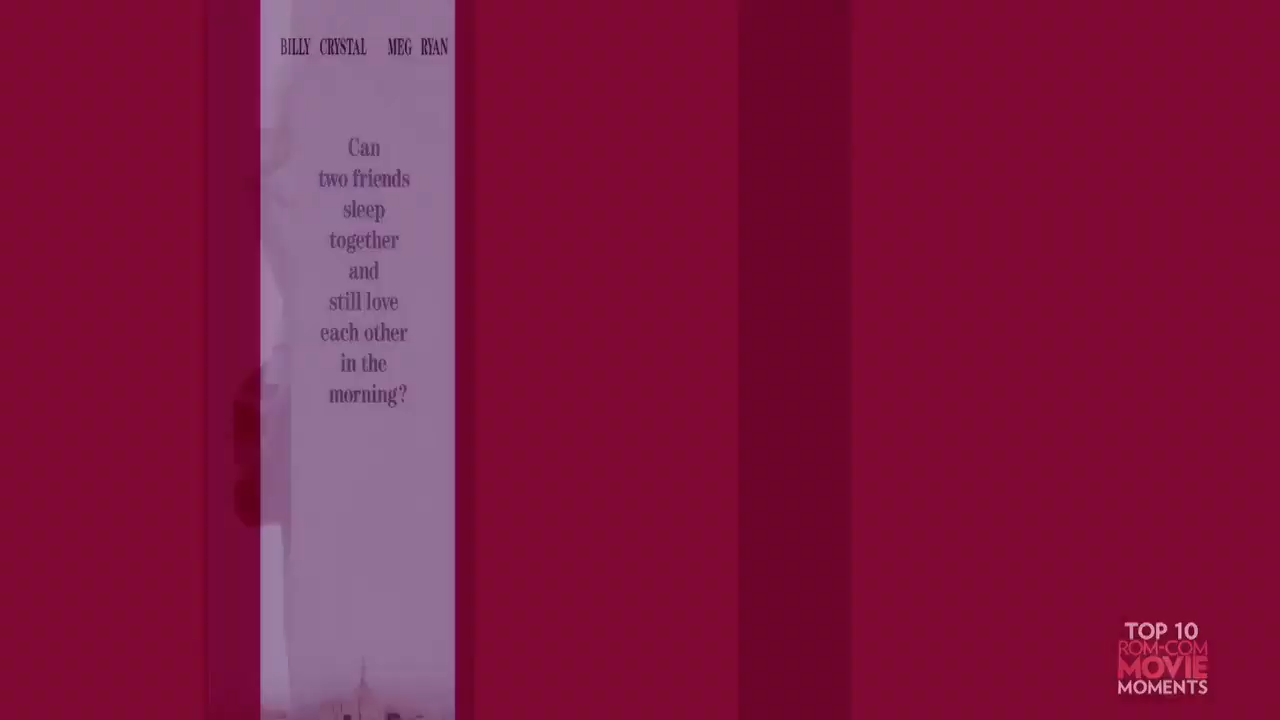 BILLY CRYSTAL MEG RYAN
Can
two friends
sleep
together
and
still love
each other
in the
morning?
TOP 10
ROM-COM
MOVIE
MOMENTS